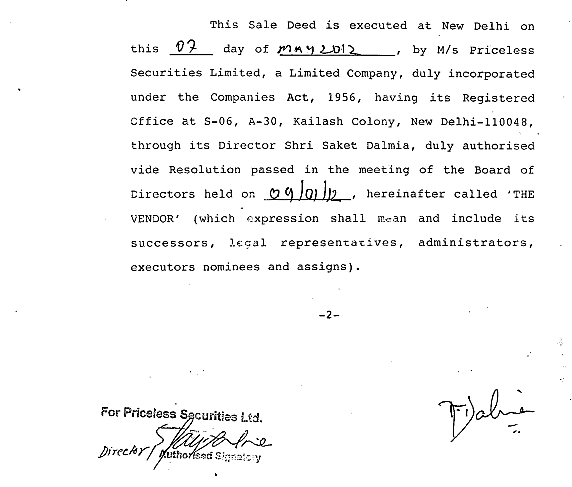 This Sale Deed is executed at New Delhi on
this 07 day of MAY 2012, by M/s Priceless
Securities Limited, a Limited Company, duly incorporated
under the Companies Act, 1956, having its Registered
Office at S-06, A-30, Kailash Colony, New Delhi-110048,
through its Director Shri Saket Dalmia, duly authorised
vide Resolution passed in the meeting of the Board of
Directors held on 09/01/12, hereinafter called 'THE
VENDOR' (which expression shall mean and include its
successors, legal representatives, administrators,
executors nominees and assigns).
-2-
For Priceless Securities Ltd.
Director/Authorised Signatory